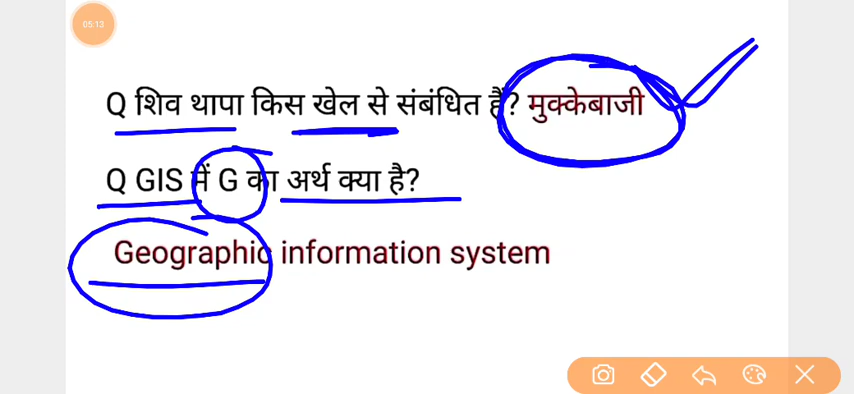 05:13
Q शिव थापा किस खेल से संबंधित हैं? मुक्केबाजी
Q GIS में G का अर्थ क्या है?
Geographic information system